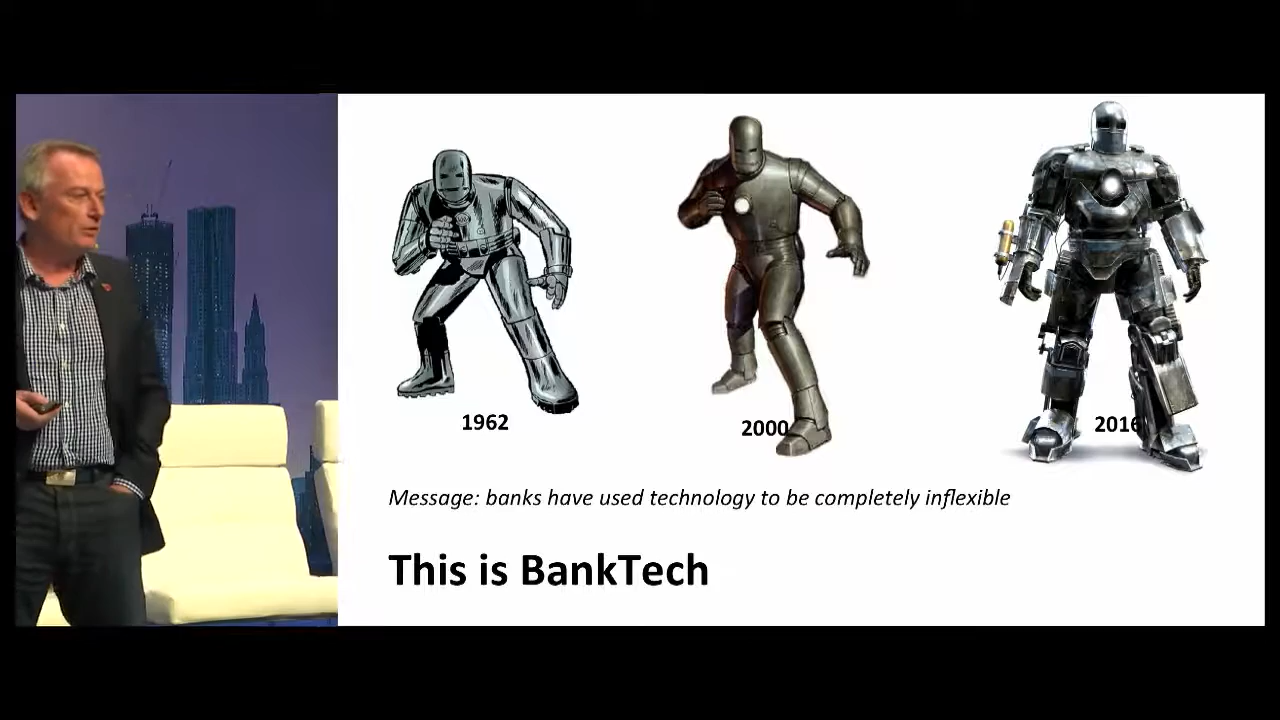 1962
2000
2016
Message: banks have used technology to be completely inflexible
This is BankTech